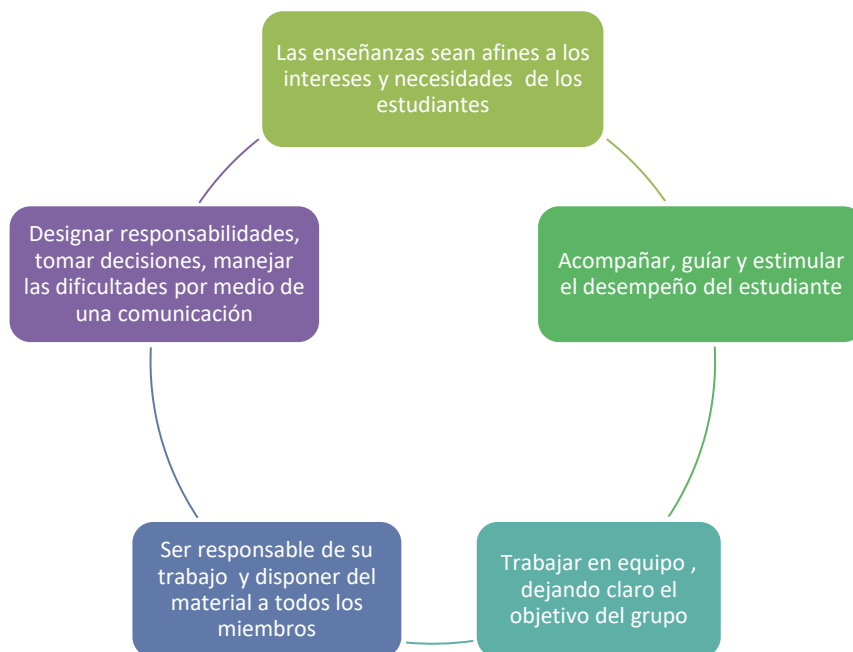 Las enseñanzas sean afines a los
intereses y necesidades de los
estudiantes
Acompañar, guíar y estimular
el desempeño del estudiante
Trabajar en equipo ,
dejando claro el
objetivo del grupo
Ser responsable de su
trabajo y disponer del
material a todos los
miembros
Designar responsabilidades,
tomar decisiones, manejar
las dificultades por medio de
una comunicación